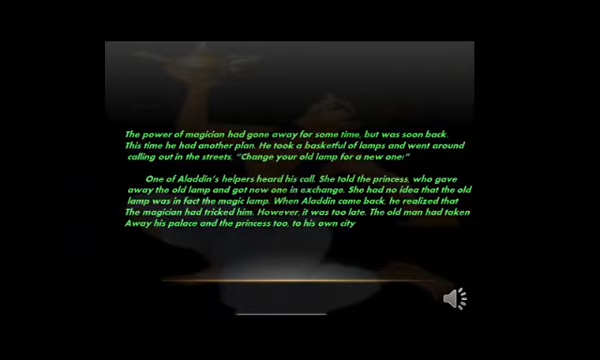 The power of magician had gone away for some time, but was soon back.
This time he had another plan. He took a basketful of lamps and went around
calling out in the streets, "Change your old lamp for a new one!"
One of Aladdin's helpers heard his call. She told the princess, who gave
away the old lamp and got new one in exchange. She had no idea that the old
lamp was in fact the magic lamp. When Aladdin came back, he realized that
The magician had tricked him. However, it was too late. The old man had taken
Away his palace and the princess too, to his own city